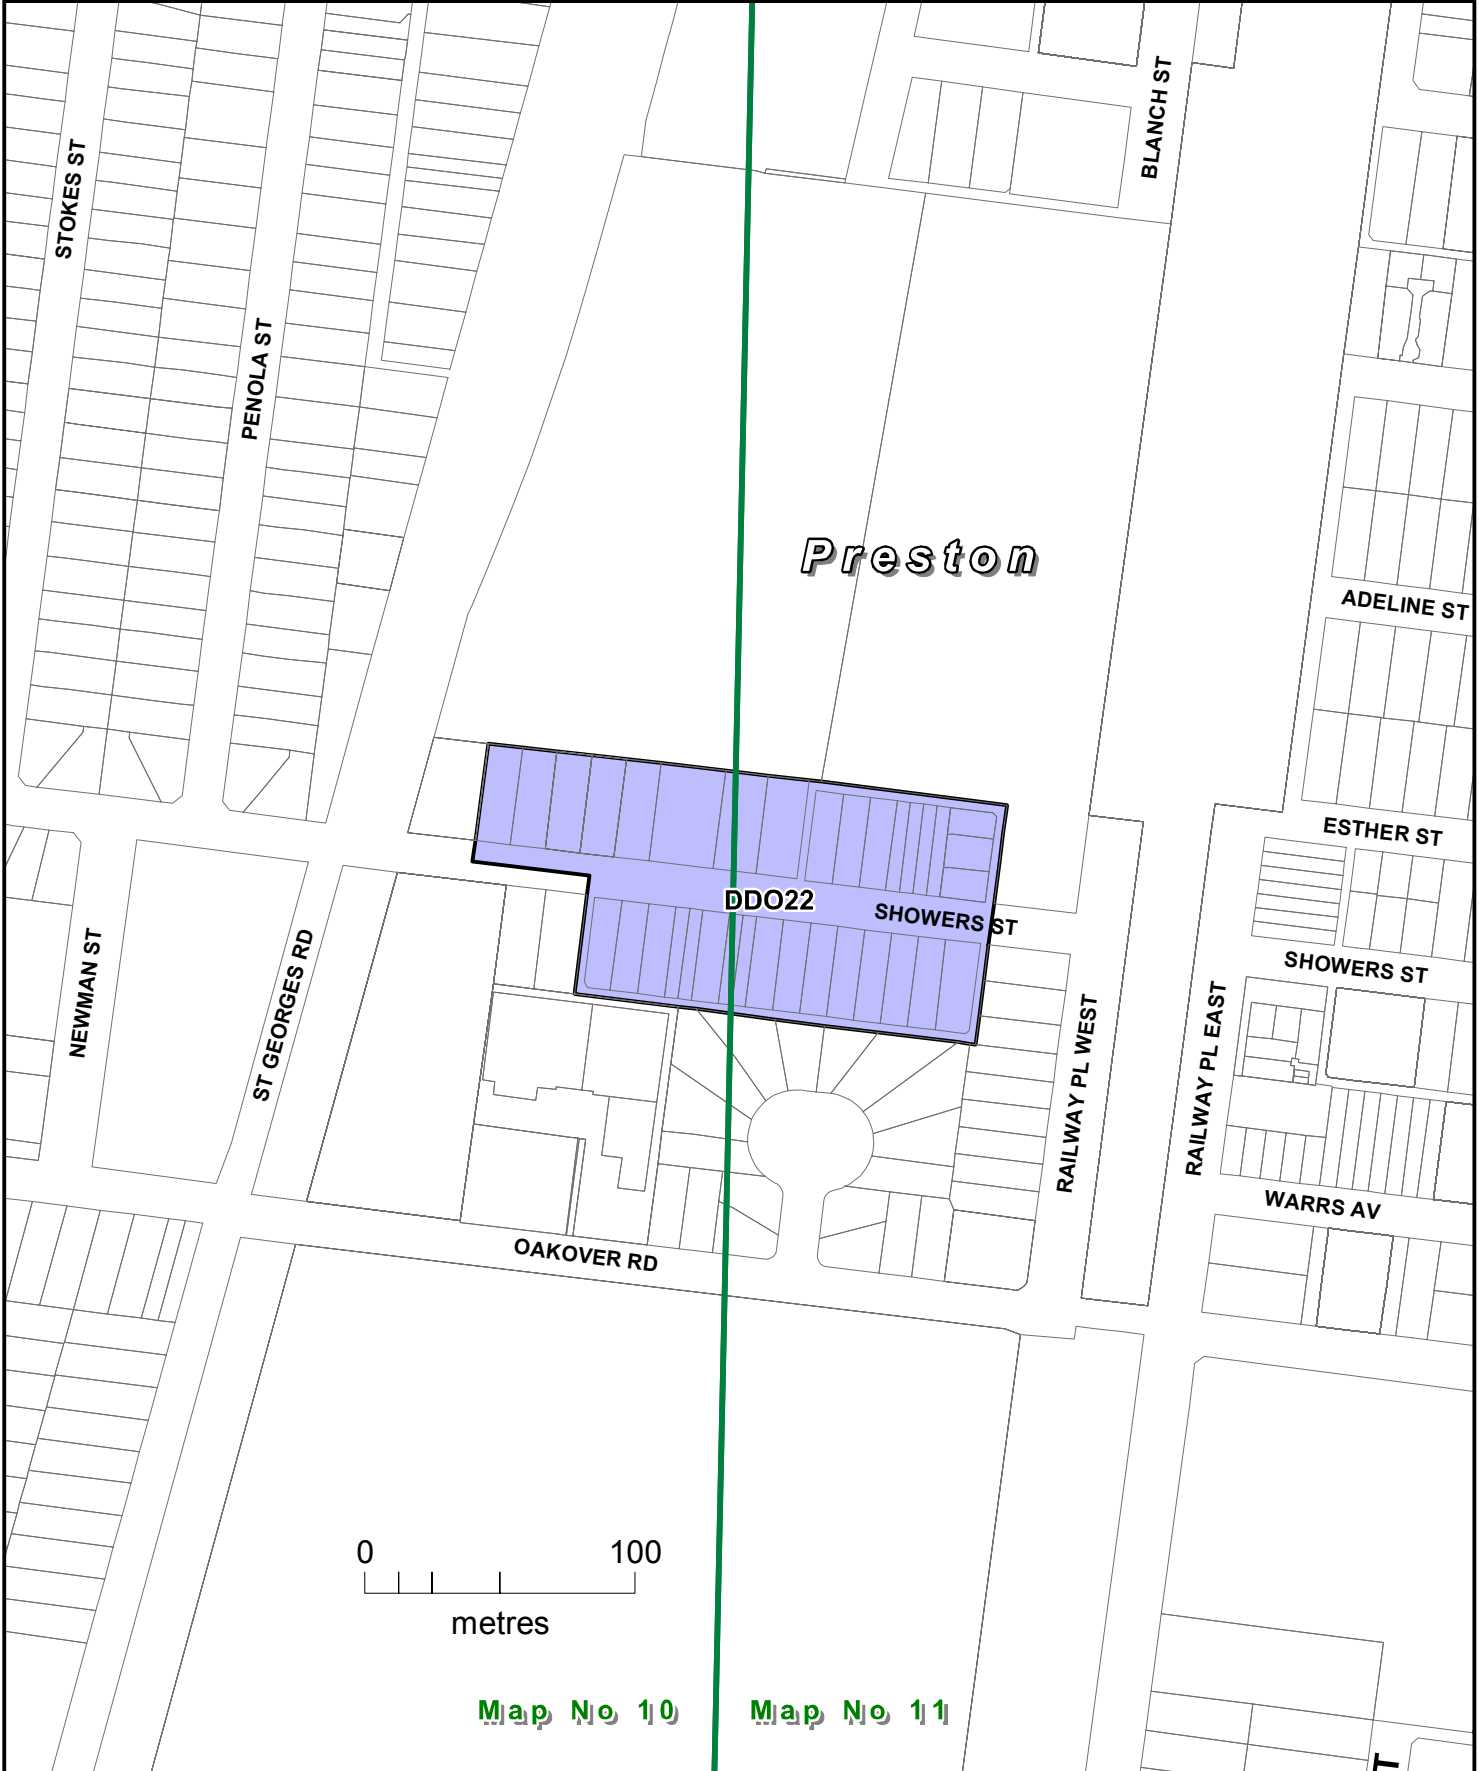 BLANCH ST
STOKES ST
PENOLA ST
Preston
ADELINE ST
ESTHER ST
DDO22
SHOWERS ST
SHOWERS ST
NEWMAN ST
ST GEORGES RD
RAILWAY PL WEST
RAILWAY PL EAST
WARRS AV
OAKOVER RD
0 100
metres
Map No 10 Map No 11
T